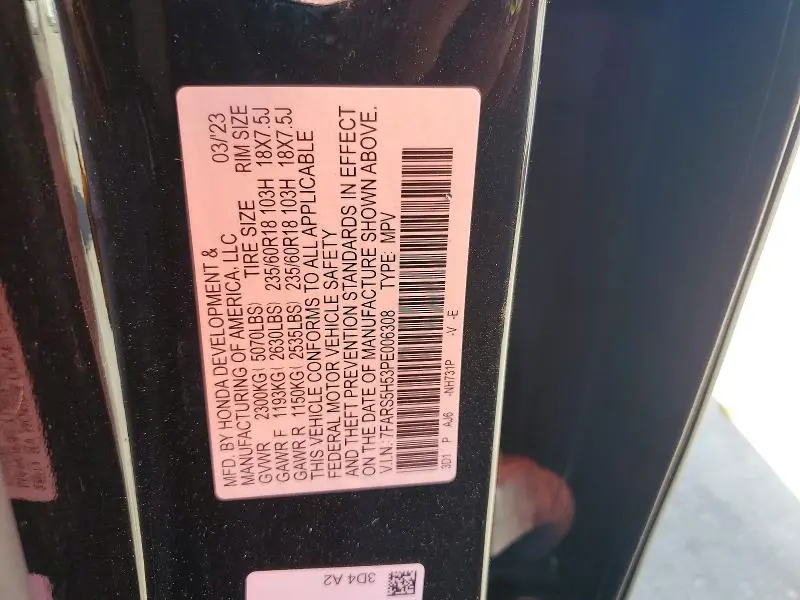 MFD. BY HONDA DEVELOPMENT & 03/'23
MANUFACTURING OF AMERICA, LLC
TIRE SIZE RIM SIZE
GVWR 2300KG( 5070LBS)
GAWR F 1193KG( 2630LBS) 235/60R18 103H 18X7.5J
GAWR R 1150KG( 2535LBS) 235/60R18 103H 18X7.5J
THIS VEHICLE CONFORMS TO ALL APPLICABLE
FEDERAL MOTOR VEHICLE SAFETY
AND THEFT PREVENTION STANDARDS IN EFFECT
ON THE DATE OF MANUFACTURE SHOWN ABOVE.
V.I.N.: 7FARS5H53PE006308 TYPE: MPV
3D1 P AJ6 -NH731P -V -E
3D4 A2